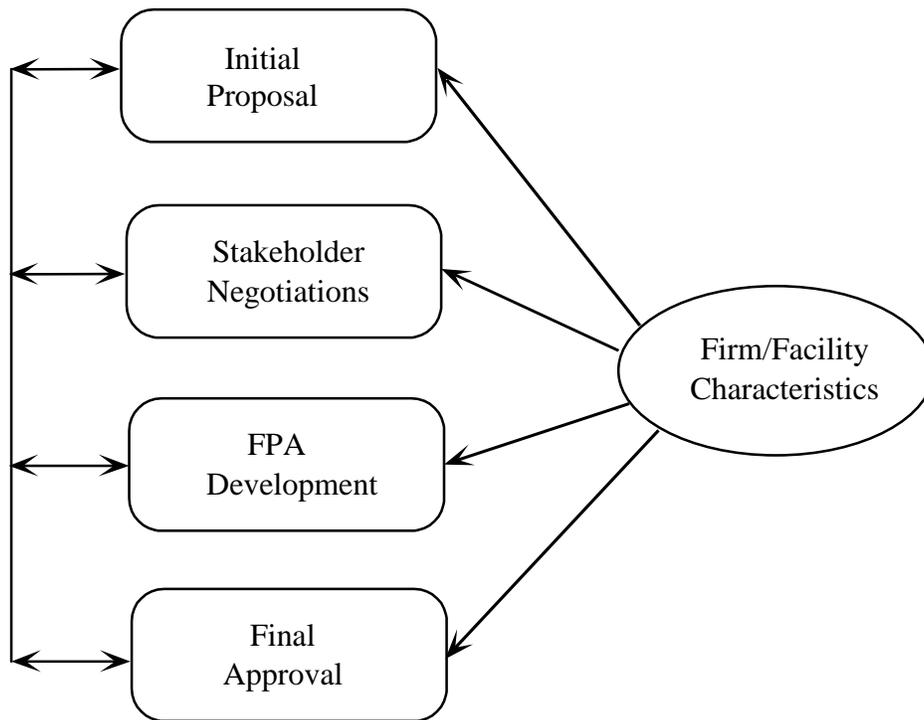 Initial
Proposal
Stakeholder
Negotiations
Firm/Facility
Characteristics
FPA
Development
Final
Approval